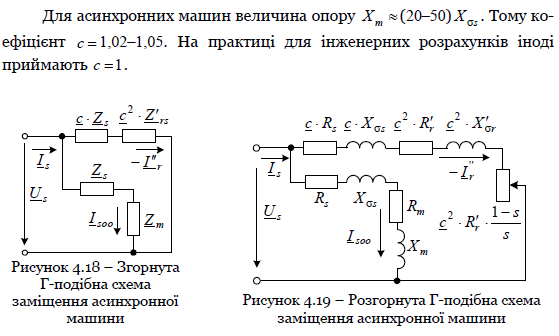 Для асинхронних машин величина опору X_m ≈ (20–50) X_σs. Тому ко-
ефіцієнт c = 1,02–1,05. На практиці для інженерних розрахунків іноді
приймають c = 1.
c · Z_s c² · Z'_rs
I_s
−I''_r
Z_s
U_s
I_soo
Z_m
Рисунок 4.18 – Згорнута
Г-подібна схема
заміщення асинхронної
машини
c · R_s c · X_σs c² · R'_r c² · X'_σr
I_s
−I''_r
R_s X_σs
R_m
U_s
I_soo
X_m
c² · R'_r · (1 − s)/s
Рисунок 4.19 – Розгорнута Г-подібна схема
заміщення асинхронної машини